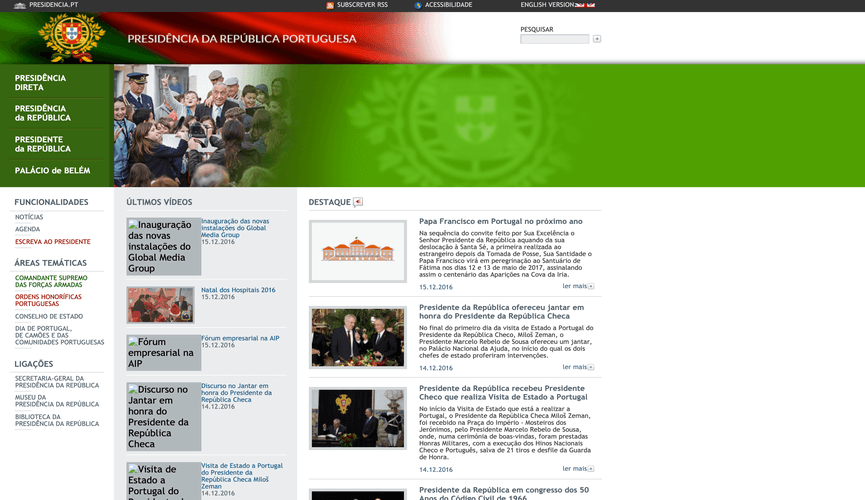 PRESIDENCIA.PT
SUBSCREVER RSS
ACESSIBILIDADE
ENGLISH VERSION
PRESIDÊNCIA DA REPÚBLICA PORTUGUESA
PESQUISAR
PRESIDÊNCIA
DIRETA
PRESIDÊNCIA
da REPÚBLICA
PRESIDENTE
da REPÚBLICA
PALÁCIO de BELÉM
FUNCIONALIDADES
NOTÍCIAS
AGENDA
ESCREVA AO PRESIDENTE
ÁREAS TEMÁTICAS
COMANDANTE SUPREMO
DAS FORÇAS ARMADAS
ORDENS HONORÍFICAS
PORTUGUESAS
CONSELHO DE ESTADO
DIA DE PORTUGAL,
DE CAMÕES E DAS
COMUNIDADES PORTUGUESAS
LIGAÇÕES
SECRETARIA-GERAL DA
PRESIDÊNCIA DA REPÚBLICA
MUSEU DA
PRESIDÊNCIA DA REPÚBLICA
BIBLIOTECA DA
PRESIDÊNCIA DA REPÚBLICA
ÚLTIMOS VÍDEOS
Inauguração
das novas
instalações do
Global Media
Group
Inauguração das novas
instalações do Global
Media Group
15.12.2016
Natal dos Hospitais 2016
15.12.2016
Fórum
empresarial na
AIP
Fórum empresarial na AIP
15.12.2016
Discurso no
Jantar em
honra do
Presidente da
República
Checa
Discurso no Jantar em
honra do Presidente da
República Checa
14.12.2016
Visita de
Estado a
Portugal do
Visita de Estado a Portugal
do Presidente da
República Checa Miloš
Zeman
14.12.2016
DESTAQUE
Papa Francisco em Portugal no próximo ano
Na sequência do convite feito por Sua Excelência o
Senhor Presidente da República aquando da sua
deslocação à Santa Sé, a primeira realizada ao
estrangeiro depois da Tomada de Posse, Sua Santidade o
Papa Francisco virá em peregrinação ao Santuário de
Fátima nos dias 12 e 13 de maio de 2017, assinalando
assim o centenário das Aparições na Cova da Iria.
15.12.2016
ler mais
Presidente da República ofereceu jantar em
honra do Presidente da República Checa
No final do primeiro dia da visita de Estado a Portugal do
Presidente da República Checa, Miloš Zeman, o
Presidente Marcelo Rebelo de Sousa ofereceu um jantar,
no Palácio Nacional da Ajuda, no início do qual os dois
chefes de estado proferiram intervenções.
14.12.2016
ler mais
Presidente da República recebeu Presidente
Checo que realiza Visita de Estado a Portugal
No início da Visita de Estado que está a realizar a
Portugal, o Presidente da República Checa Miloš Zeman,
foi recebido na Praça do Império - Mosteiros dos
Jerónimos, pelo Presidente Marcelo Rebelo de Sousa,
onde, numa cerimónia de boas-vindas, foram prestadas
Honras Militares, com a execução dos Hinos Nacionais
Checo e Português, salva de 21 tiros e desfile da Guarda
de Honra.
14.12.2016
ler mais
Presidente da República em congresso dos 50
Anos do Código Civil de 1966